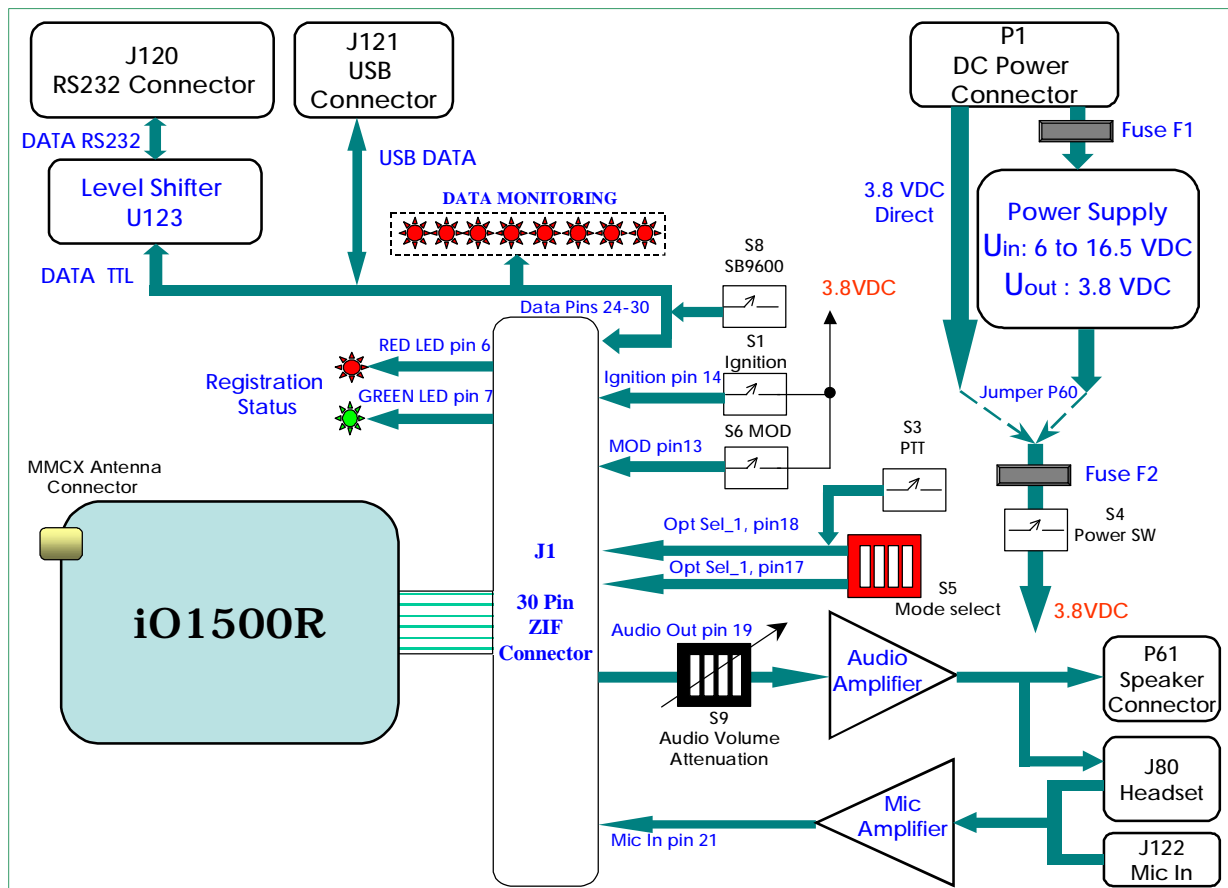 J120
RS232 Connector
J121
USB
Connector
P1
DC Power
Connector
DATA RS232
USB DATA
Fuse F1
Level Shifter
U123
DATA MONITORING
3.8 VDC
Direct
Power Supply
Uin: 6 to 16.5 VDC
Uout : 3.8 VDC
DATA TTL
S8
SB9600
3.8VDC
Data Pins 24-30
RED LED pin 6
S1
Ignition
Registration
Status
Ignition pin 14
GREEN LED pin 7
Jumper P60
S6 MOD
MOD pin13
S3
PTT
MMCX Antenna
Connector
Fuse F2
S4
Power SW
Opt Sel_1, pin18
J1
Opt Sel_1, pin17
S5
Mode select
30 Pin
ZIF
Connector
iO1500R
3.8VDC
Audio Out pin 19
Audio
Amplifier
P61
Speaker
Connector
S9
Audio Volume
Attenuation
J80
Headset
Mic
Amplifier
Mic In pin 21
J122
Mic In